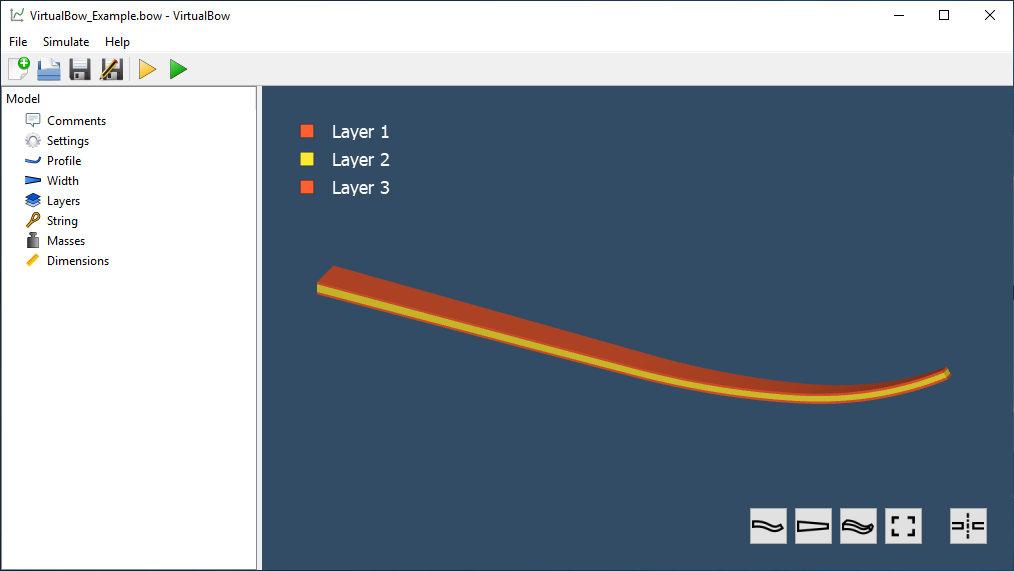 VirtualBow_Example.bow - VirtualBow
File Simulate Help
Model
Comments
Settings
Profile
Width
Layers
String
Masses
Dimensions
Layer 1
Layer 2
Layer 3